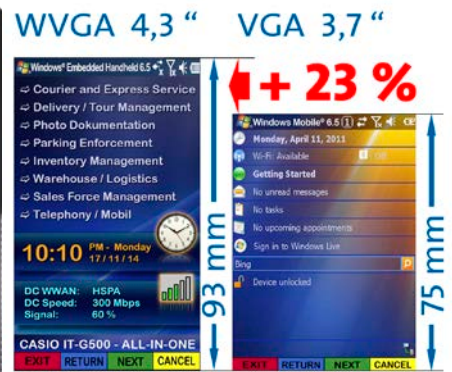 WVGA 4,3 “ VGA 3,7 “
+ 23 %
Windows® Embedded Handheld 6.5
⇨ Courier and Express Service
⇨ Delivery / Tour Management
⇨ Photo Dokumentation
⇨ Parking Enforcement
⇨ Inventory Management
⇨ Warehouse / Logistics
⇨ Sales Force Management
⇨ Telephony / Mobil
10:10 PM - Monday
17/11/14
DC WWAN: HSPA
DC Speed: 300 Mbps
Signal: 60 %
CASIO IT-G500 - ALL-IN-ONE
EXIT RETURN NEXT CANCEL
93 mm
Windows Mobile® 6.5
Monday, April 11, 2011
Wi-Fi: Available Off
Getting Started
No unread messages
No tasks
No upcoming appointments
Sign in to Windows Live
Bing
Device unlocked
EXIT RETURN NEXT CANCEL
75 mm